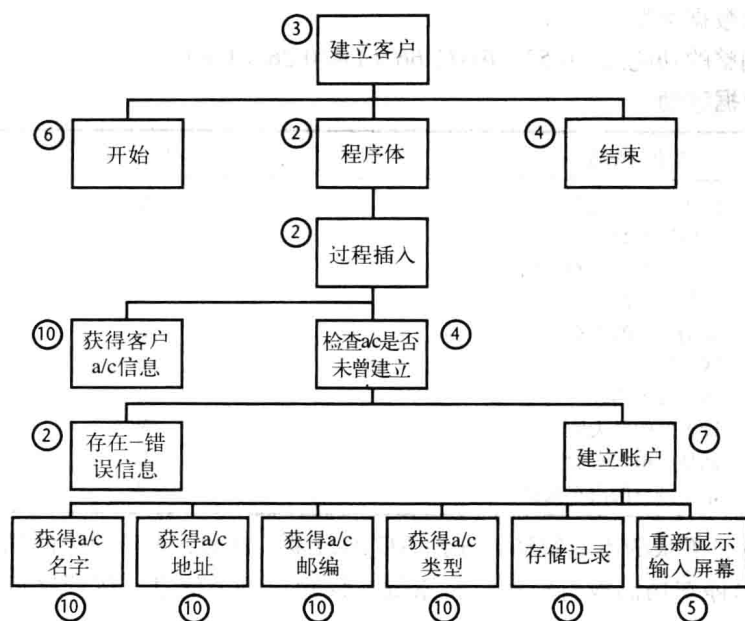 ③
建立客户
⑥
开始
②
程序体
④
结束
②
过程插入
⑩
获得客户
a/c信息
检查a/c是否
未曾建立
④
②
存在-错
误信息
建立账户
⑦
获得a/c
名字
获得a/c
地址
获得a/c
邮编
获得a/c
类型
存储记录
重新显示
输入屏幕
⑩
⑩
⑩
⑩
⑩
⑤